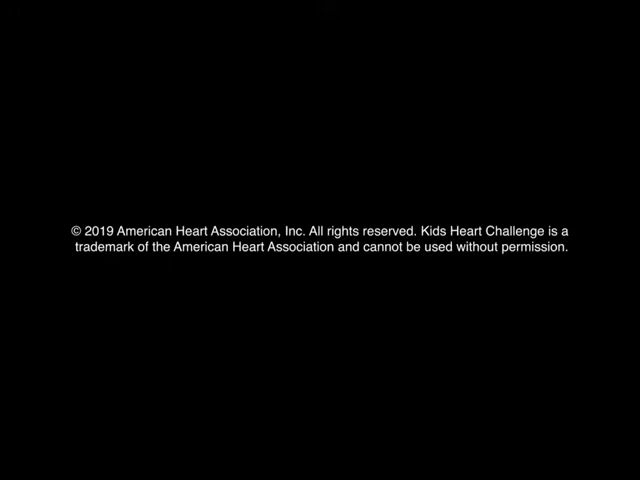 © 2019 American Heart Association, Inc. All rights reserved. Kids Heart Challenge is a
trademark of the American Heart Association and cannot be used without permission.